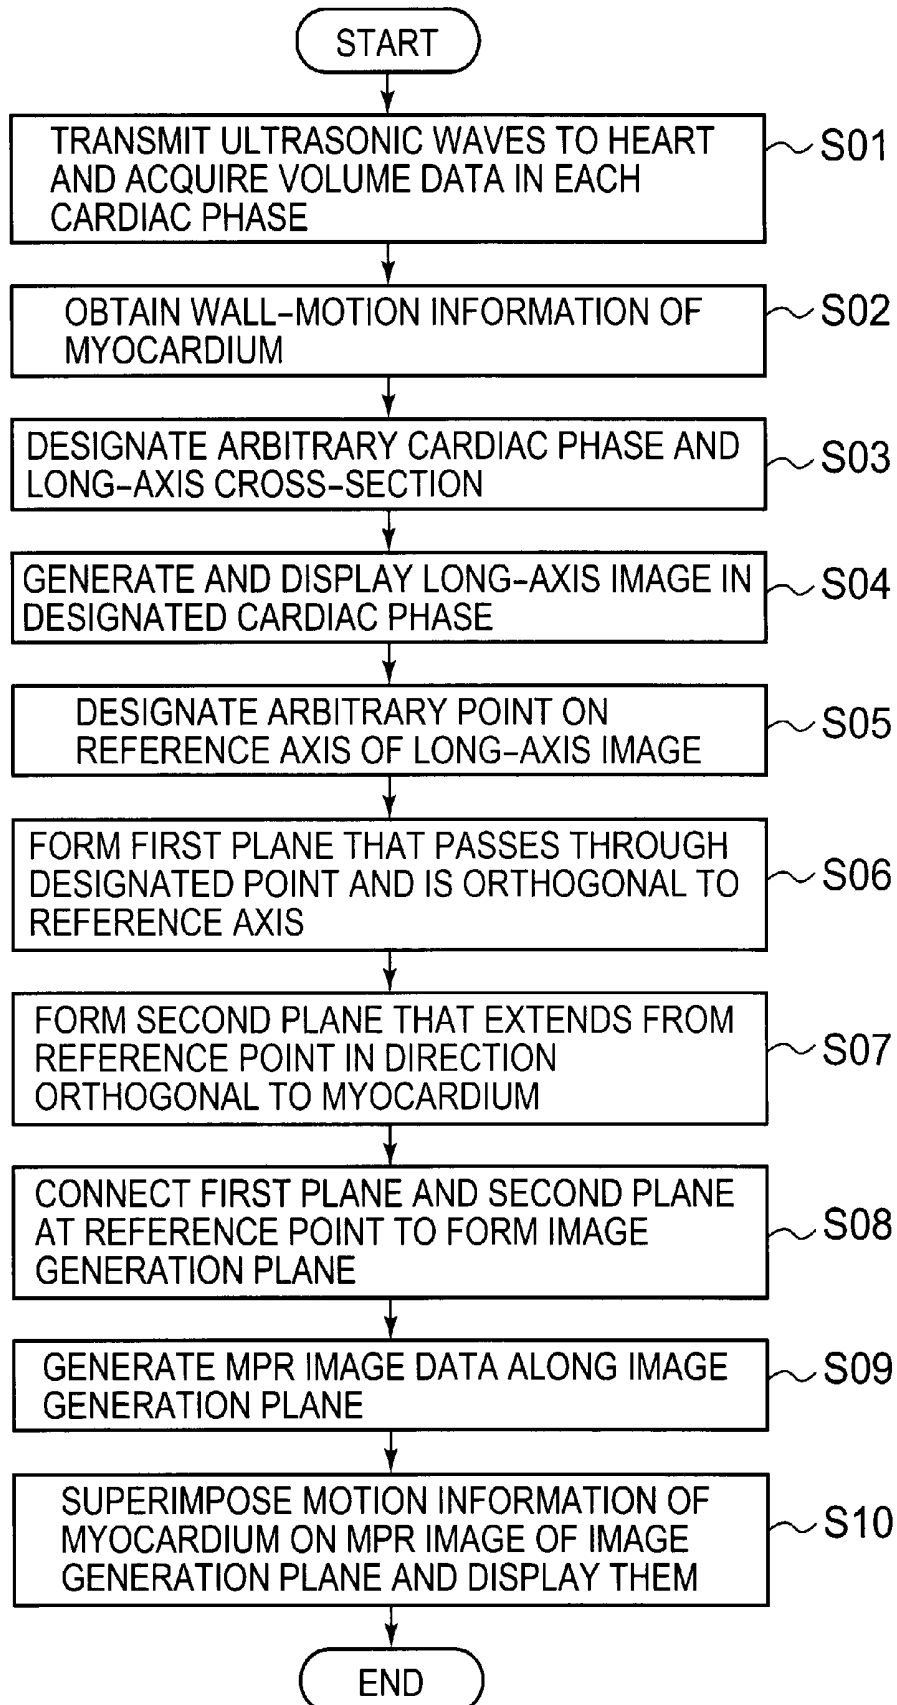 START
TRANSMIT ULTRASONIC WAVES TO HEART
AND ACQUIRE VOLUME DATA IN EACH
CARDIAC PHASE
S01
OBTAIN WALL-MOTION INFORMATION OF
MYOCARDIUM
S02
DESIGNATE ARBITRARY CARDIAC PHASE AND
LONG-AXIS CROSS-SECTION
S03
GENERATE AND DISPLAY LONG-AXIS IMAGE IN
DESIGNATED CARDIAC PHASE
S04
DESIGNATE ARBITRARY POINT ON
REFERENCE AXIS OF LONG-AXIS IMAGE
S05
FORM FIRST PLANE THAT PASSES THROUGH
DESIGNATED POINT AND IS ORTHOGONAL TO
REFERENCE AXIS
S06
FORM SECOND PLANE THAT EXTENDS FROM
REFERENCE POINT IN DIRECTION
ORTHOGONAL TO MYOCARDIUM
S07
CONNECT FIRST PLANE AND SECOND PLANE
AT REFERENCE POINT TO FORM IMAGE
GENERATION PLANE
S08
GENERATE MPR IMAGE DATA ALONG IMAGE
GENERATION PLANE
S09
SUPERIMPOSE MOTION INFORMATION OF
MYOCARDIUM ON MPR IMAGE OF IMAGE
GENERATION PLANE AND DISPLAY THEM
S10
END